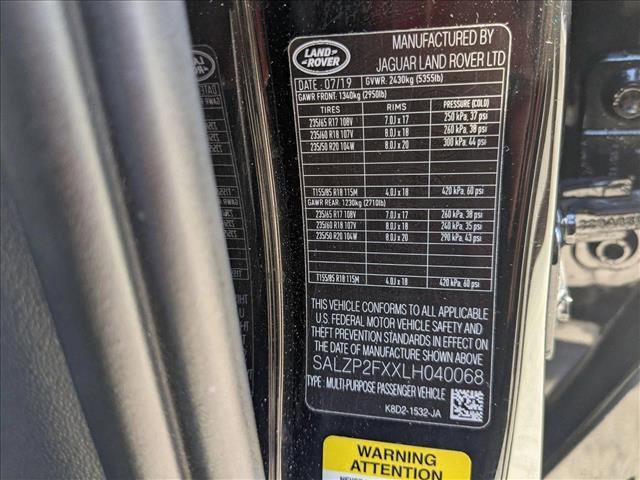 LAND ROVER
MANUFACTURED BY
JAGUAR LAND ROVER LTD
DATE : 07/19 GVWR. 2430kg (5355lb)
GAWR FRONT: 1340kg (2950lb)
TIRES RIMS PRESSURE (COLD)
235/65 R17 108V 7.0J x 17 250 kPa, 37 psi
235/60 R18 107V 8.0J x 18 260 kPa, 38 psi
235/50 R20 104W 8.0J x 20 300 kPa, 44 psi
T155/85 R18 115M 4.0J x 18 420 kPa, 60 psi
GAWR REAR: 1230kg (2710lb)
235/65 R17 108V 7.0J x 17 260 kPa, 38 psi
235/60 R18 107V 8.0J x 18 240 kPa, 35 psi
235/50 R20 104W 8.0J x 20 290 kPa, 43 psi
T155/85 R18 115M 4.0J x 18 420 kPa, 60 psi
THIS VEHICLE CONFORMS TO ALL APPLICABLE
U.S. FEDERAL MOTOR VEHICLE SAFETY AND
THEFT PREVENTION STANDARDS IN EFFECT ON
THE DATE OF MANUFACTURE SHOWN ABOVE
SALZP2FXXLH040068
TYPE : MULTI-PURPOSE PASSENGER VEHICLE
K8D2-1532-JA
WARNING
ATTENTION